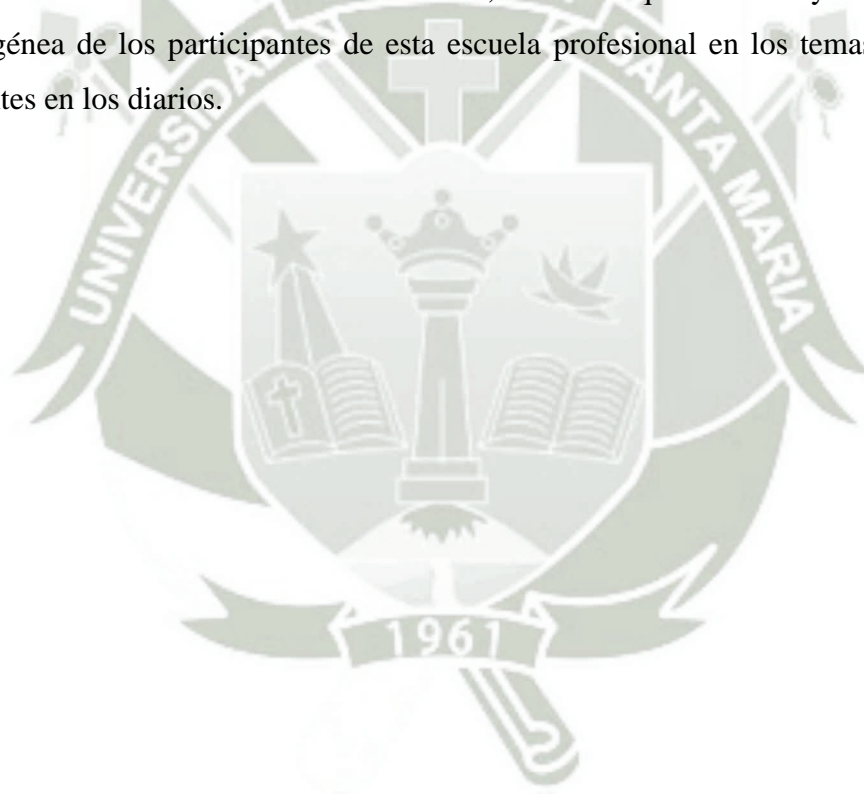 génea de los participantes de esta escuela profesional en los temas
tes en los diarios.
UNIVERSIDAD
SANTA MARIA
1961